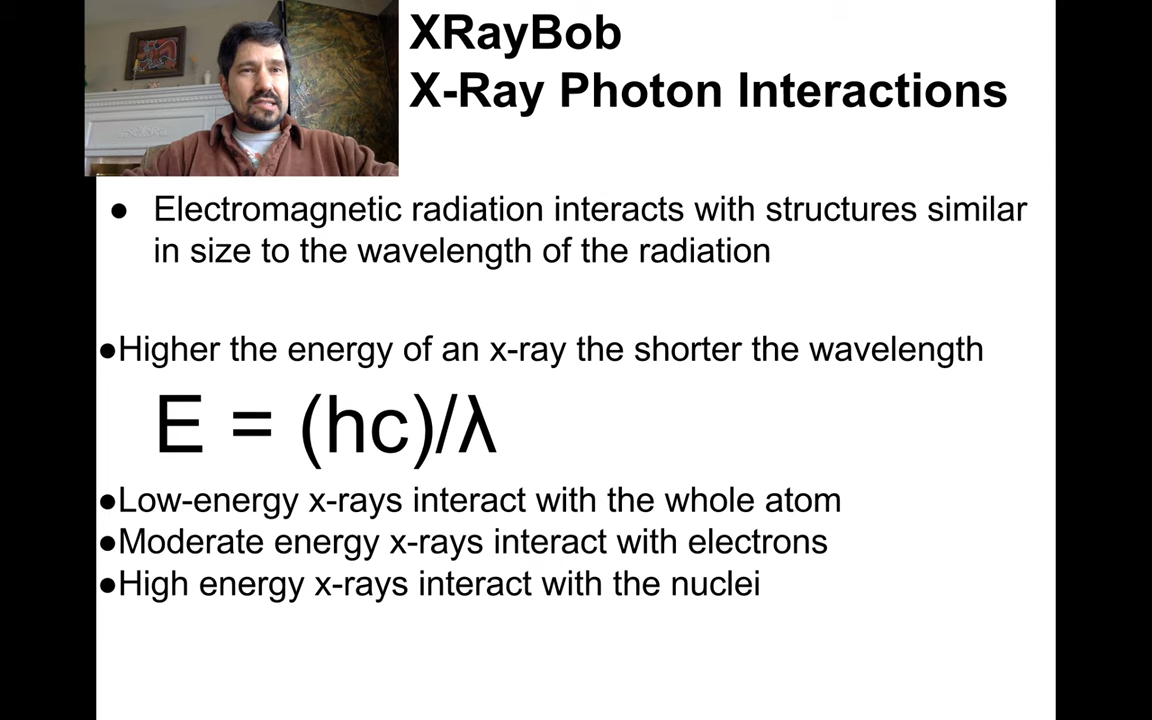 XRayBob
X-Ray Photon Interactions
● Electromagnetic radiation interacts with structures similar
in size to the wavelength of the radiation
●Higher the energy of an x-ray the shorter the wavelength
E = (hc)/λ
●Low-energy x-rays interact with the whole atom
●Moderate energy x-rays interact with electrons
●High energy x-rays interact with the nuclei